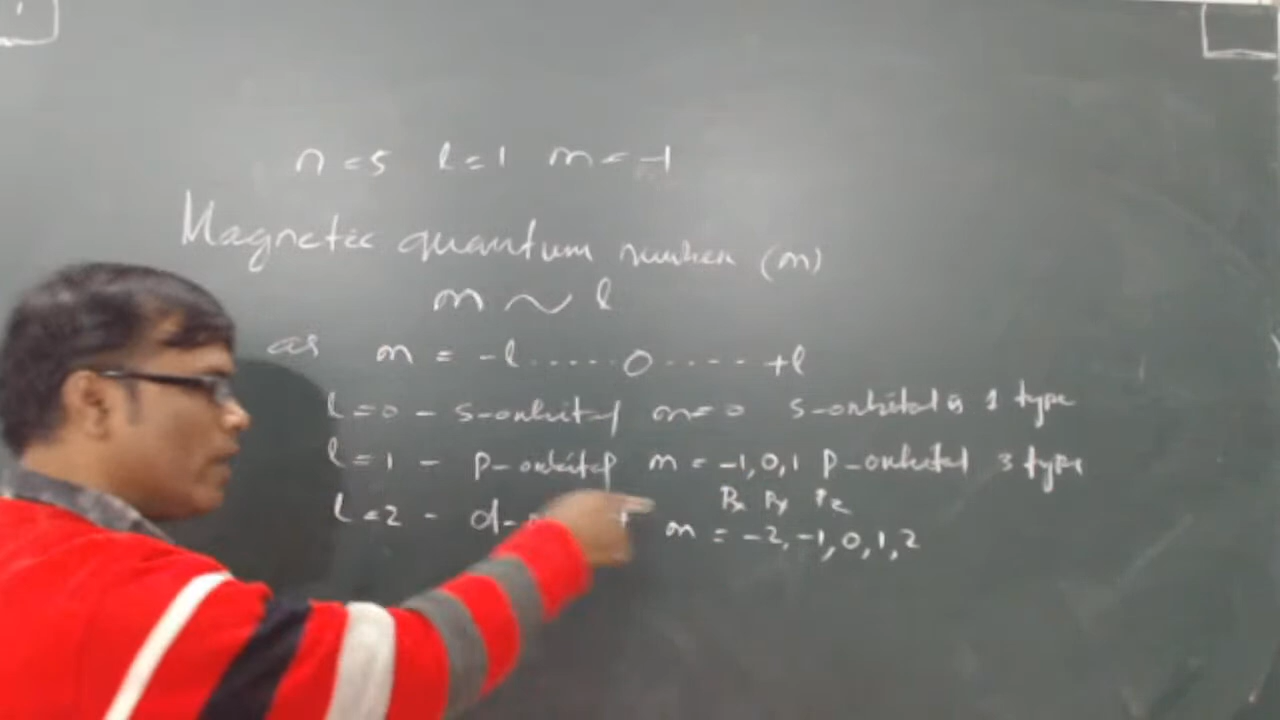 n = 5 l = 1 m = -1
Magnetic quantum number (m)
m ~ l
as m = -l ..... 0 ..... +l
l = 0 - s-orbital m = 0 s-orbital is 1 type
l = 1 - p-orbital m = -1, 0, 1 p-orbital 3 type
Px Py Pz
l = 2 - d- m = -2, -1, 0, 1, 2